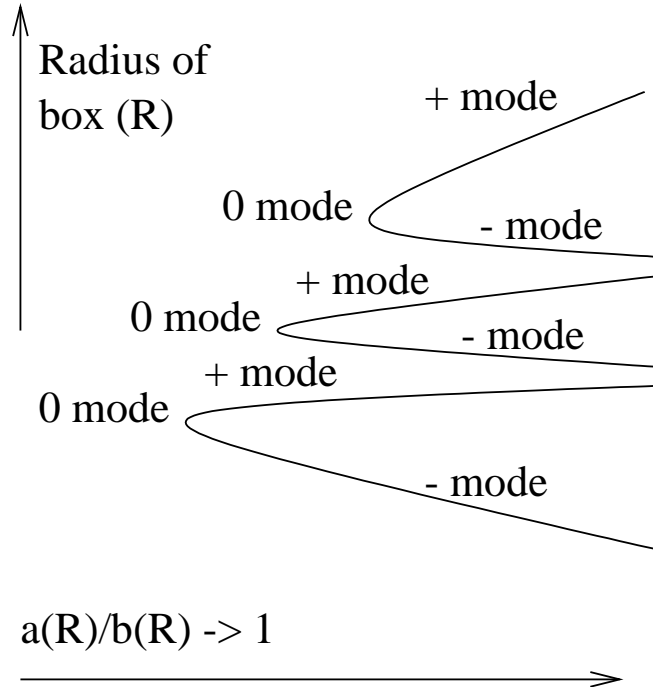 Radius of
box (R)
+ mode
0 mode
- mode
+ mode
0 mode
- mode
+ mode
0 mode
- mode
a(R)/b(R) -> 1